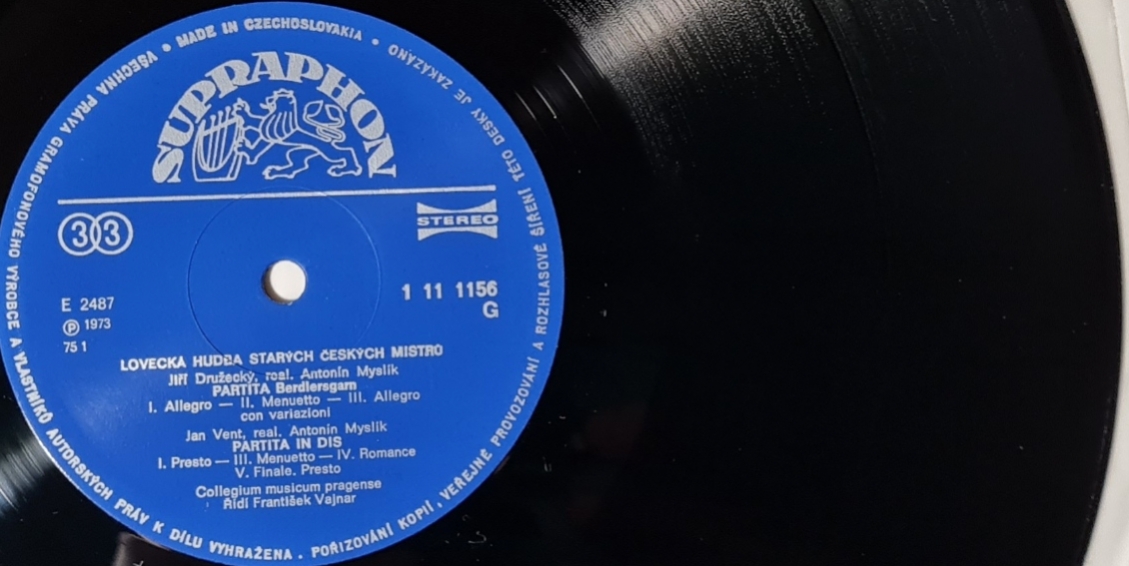 VŠECHNA PRÁVA GRAMOFONOVÉHO VÝROBCE A VLASTNÍKŮ AUTORSKÝCH PRÁV K DÍLU VYHRAŽENA . POŘIZOVÁNÍ KOPIÍ, VEŘEJNÉ PROVOZOVÁNÍ A ROZHLASOVÉ ŠÍŘENÍ TÉTO DESKY JE ZAKÁZÁNO
• MADE IN CZECHOSLOVAKIA •
SUPRAPHON
33
STEREO
E 2487
1 11 1156
G
Ⓟ 1973
75 1
LOVECKÁ HUDBA STARÝCH ČESKÝCH MISTRŮ
Jiří Družecký, real. Antonín Myslík
PARTITA Berdlersgarn
I. Allegro — II. Menuetto — III. Allegro
con variazioni
Jan Vent, real. Antonín Myslík
PARTITA IN DIS
I. Presto — III. Menuetto — IV. Romance
V. Finale. Presto
Collegium musicum pragense
Řídí František Vajnar